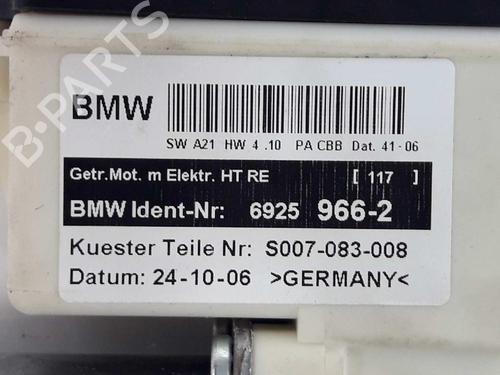 BMW
SW A21 HW 4.10 PA CBB Dat. 41-06
Getr.Mot. m Elektr. HT RE [ 117 ]
BMW Ident-Nr: 6925 966-2
Kuester Teile Nr: S007-083-008
Datum: 24-10-06 >GERMANY<
B-PARTS